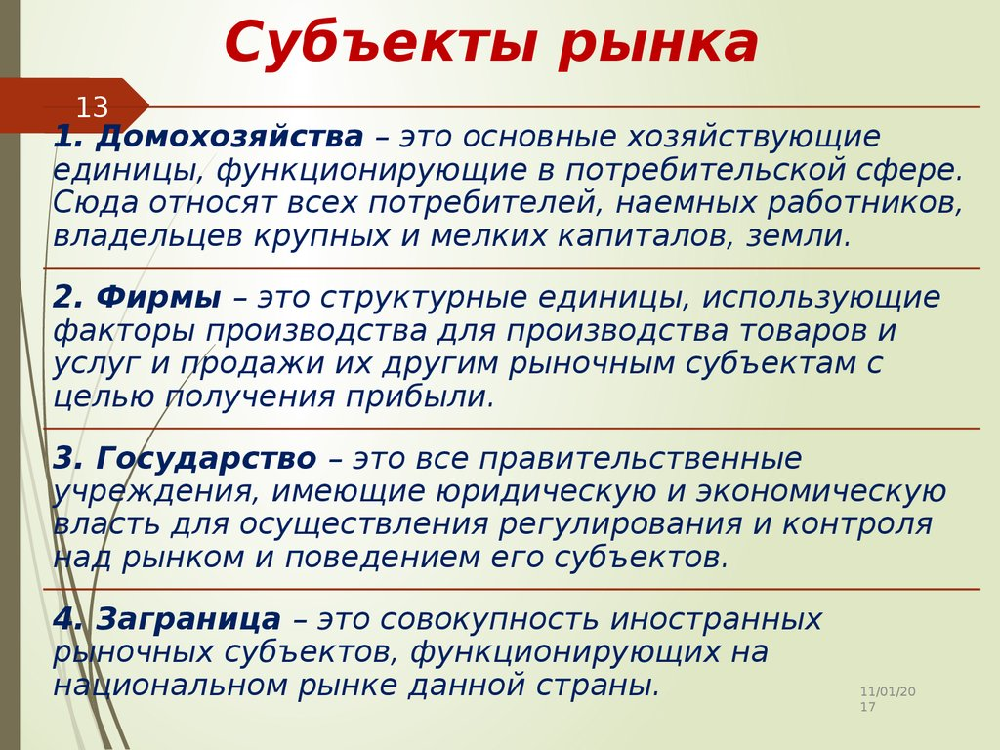 Субъекты рынка
13
1. Домохозяйства – это основные хозяйствующие
единицы, функционирующие в потребительской сфере.
Сюда относят всех потребителей, наемных работников,
владельцев крупных и мелких капиталов, земли.
2. Фирмы – это структурные единицы, использующие
факторы производства для производства товаров и
услуг и продажи их другим рыночным субъектам с
целью получения прибыли.
3. Государство – это все правительственные
учреждения, имеющие юридическую и экономическую
власть для осуществления регулирования и контроля
над рынком и поведением его субъектов.
4. Заграница – это совокупность иностранных
рыночных субъектов, функционирующих на
национальном рынке данной страны.
11/01/20
17